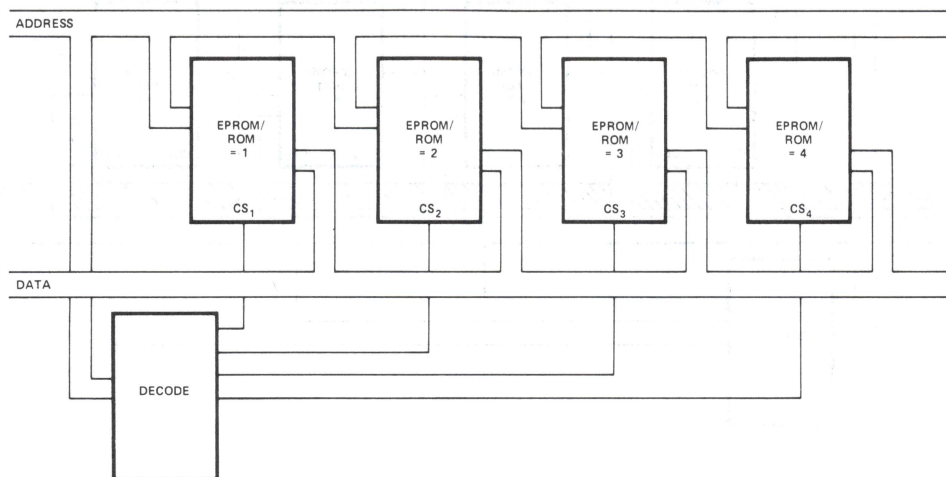 ADDRESS
EPROM/
ROM
= 1
CS₁
EPROM/
ROM
= 2
CS₂
EPROM/
ROM
= 3
CS₃
EPROM/
ROM
= 4
CS₄
DATA
DECODE